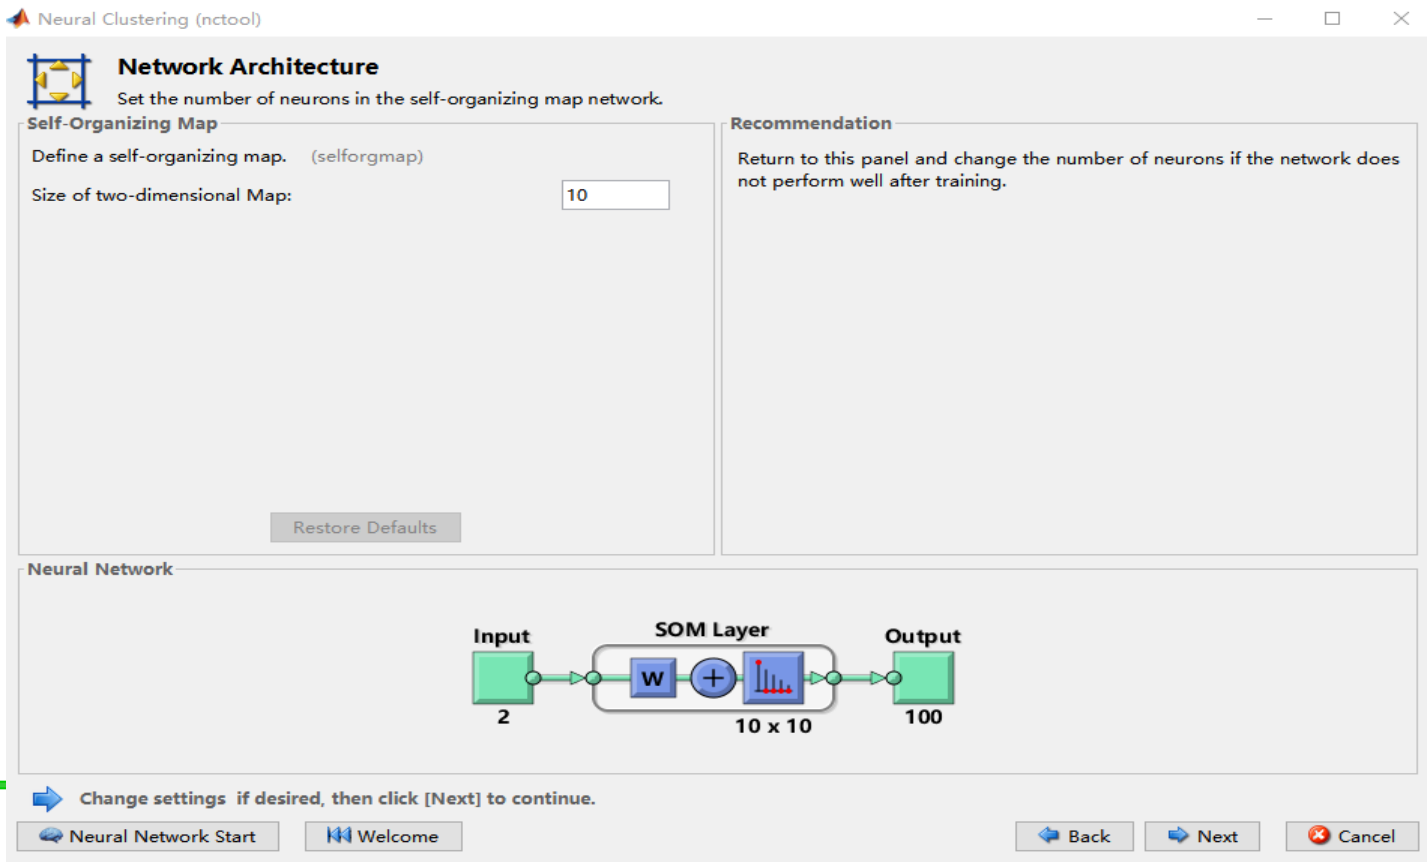 Neural Clustering (nctool)
Network Architecture
Set the number of neurons in the self-organizing map network.
Self-Organizing Map
Define a self-organizing map. (selforgmap)
Size of two-dimensional Map: 10
Restore Defaults
Recommendation
Return to this panel and change the number of neurons if the network does
not perform well after training.
Neural Network
Input
SOM Layer
Output
W
+
2
10 x 10
100
Change settings if desired, then click [Next] to continue.
Neural Network Start
Welcome
Back
Next
Cancel